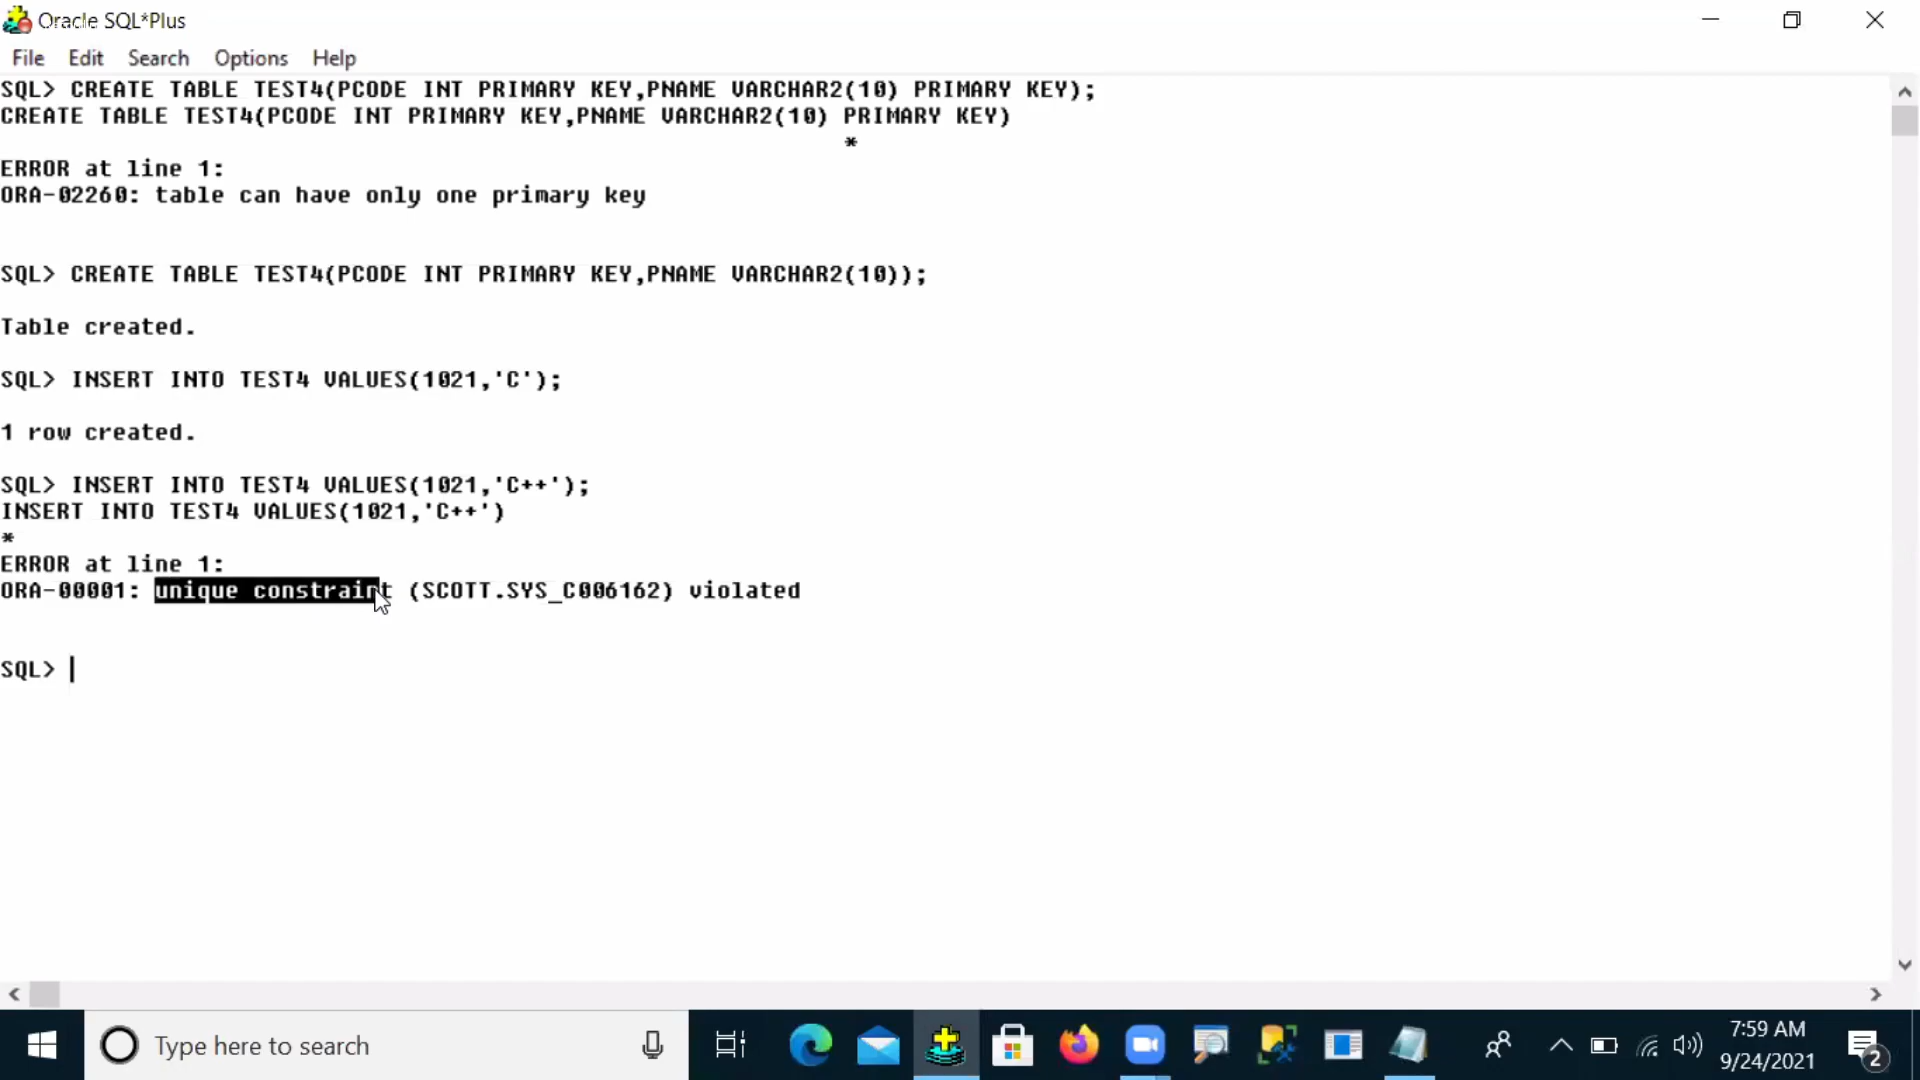 Oracle SQL*Plus
File Edit Search Options Help
SQL> CREATE TABLE TEST4(PCODE INT PRIMARY KEY,PNAME VARCHAR2(10) PRIMARY KEY);
CREATE TABLE TEST4(PCODE INT PRIMARY KEY,PNAME VARCHAR2(10) PRIMARY KEY)
*
ERROR at line 1:
ORA-02260: table can have only one primary key
SQL> CREATE TABLE TEST4(PCODE INT PRIMARY KEY,PNAME VARCHAR2(10));
Table created.
SQL> INSERT INTO TEST4 VALUES(1021,'C');
1 row created.
SQL> INSERT INTO TEST4 VALUES(1021,'C++');
INSERT INTO TEST4 VALUES(1021,'C++')
*
ERROR at line 1:
ORA-00001: unique constraint (SCOTT.SYS_C006162) violated
SQL>
Type here to search
7:59 AM
9/24/2021
2